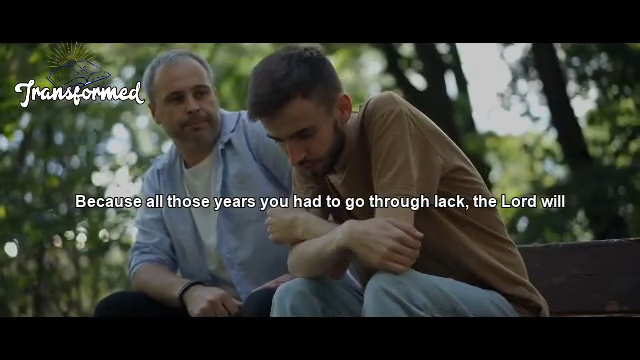 Transformed
Because all those years you had to go through lack, the Lord will